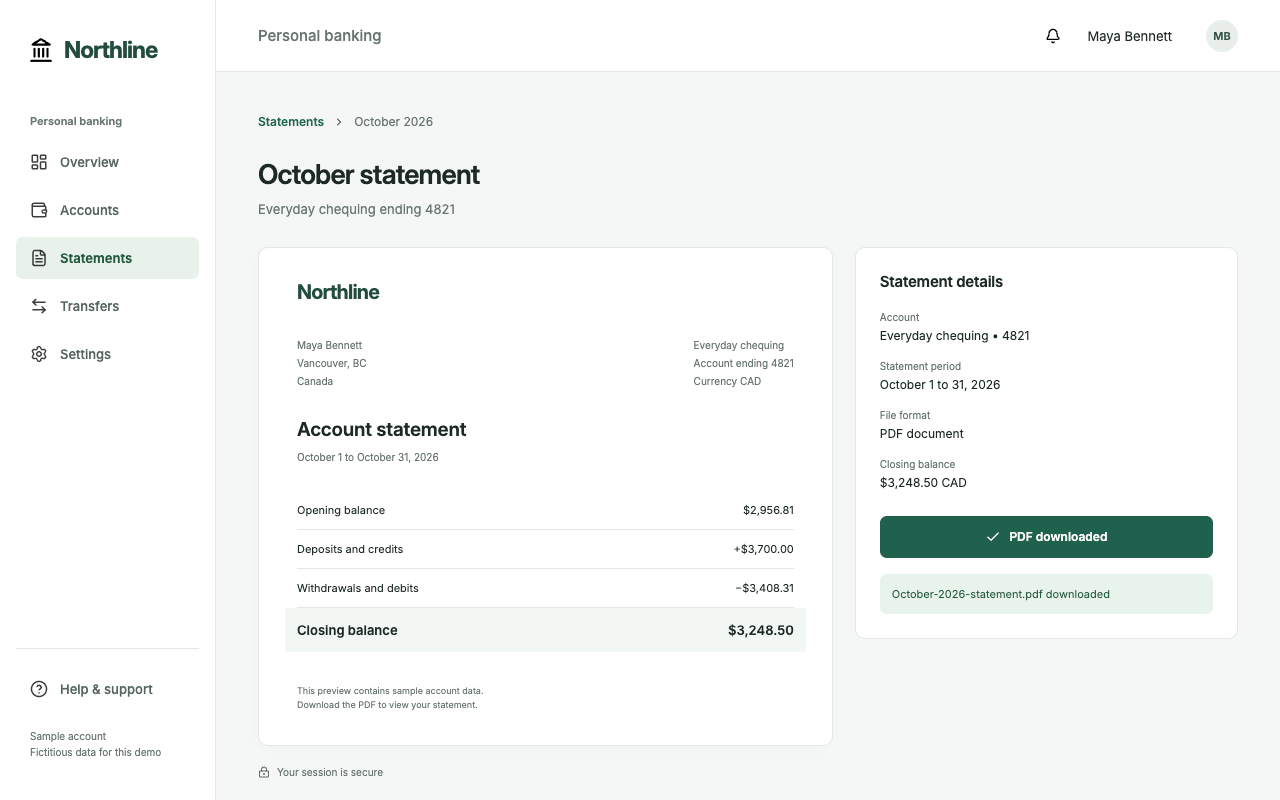 Northline
Personal banking
Overview
Accounts
Statements
Transfers
Settings
Help & support
Sample account
Fictitious data for this demo
Personal banking
Maya Bennett
MB
Statements
October 2026
October statement
Everyday chequing ending 4821
Northline
Maya Bennett
Vancouver, BC
Canada
Everyday chequing
Account ending 4821
Currency CAD
Account statement
October 1 to October 31, 2026
Opening balance $2,956.81
Deposits and credits +$3,700.00
Withdrawals and debits −$3,408.31
Closing balance $3,248.50
This preview contains sample account data.
Download the PDF to view your statement.
Your session is secure
Statement details
Account
Everyday chequing • 4821
Statement period
October 1 to 31, 2026
File format
PDF document
Closing balance
$3,248.50 CAD
PDF downloaded
October-2026-statement.pdf downloaded